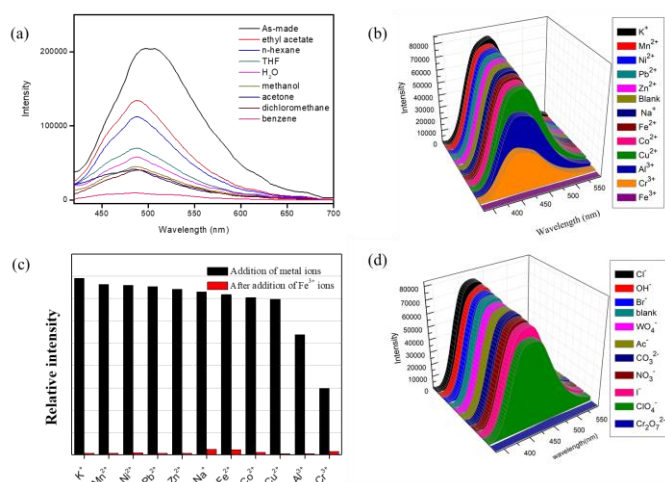 (a)
As-made
ethyl acetate
n-hexane
THF
H2O
methanol
acetone
dichloromethane
benzene
200000
100000
0
Intensity
500 550 600 650 700
Wavelength (nm)
(b)
80000
70000
60000
50000
40000
30000
20000
10000
0
Intensity
400 450 500 550
Wavelength (nm)
K+
Mn2+
Ni2+
Pb2+
Zn2+
Blank
Na+
Fe2+
Co2+
Cu2+
Al3+
Cr3+
Fe3+
(c)
Addition of metal ions
After addition of Fe3+ ions
Relative intensity
K+ Mn2+ Ni2+ Pb2+ Zn2+ Na+ Fe2+ Co2+ Cu2+ Al3+ Cr3+
(d)
80000
70000
60000
50000
40000
30000
20000
10000
0
Intensity
400 450 500 550
wavelength(nm)
Cl-
OH-
Br-
blank
WO4-
Ac-
CO32-
NO3-
I-
ClO4-
Cr2O72-